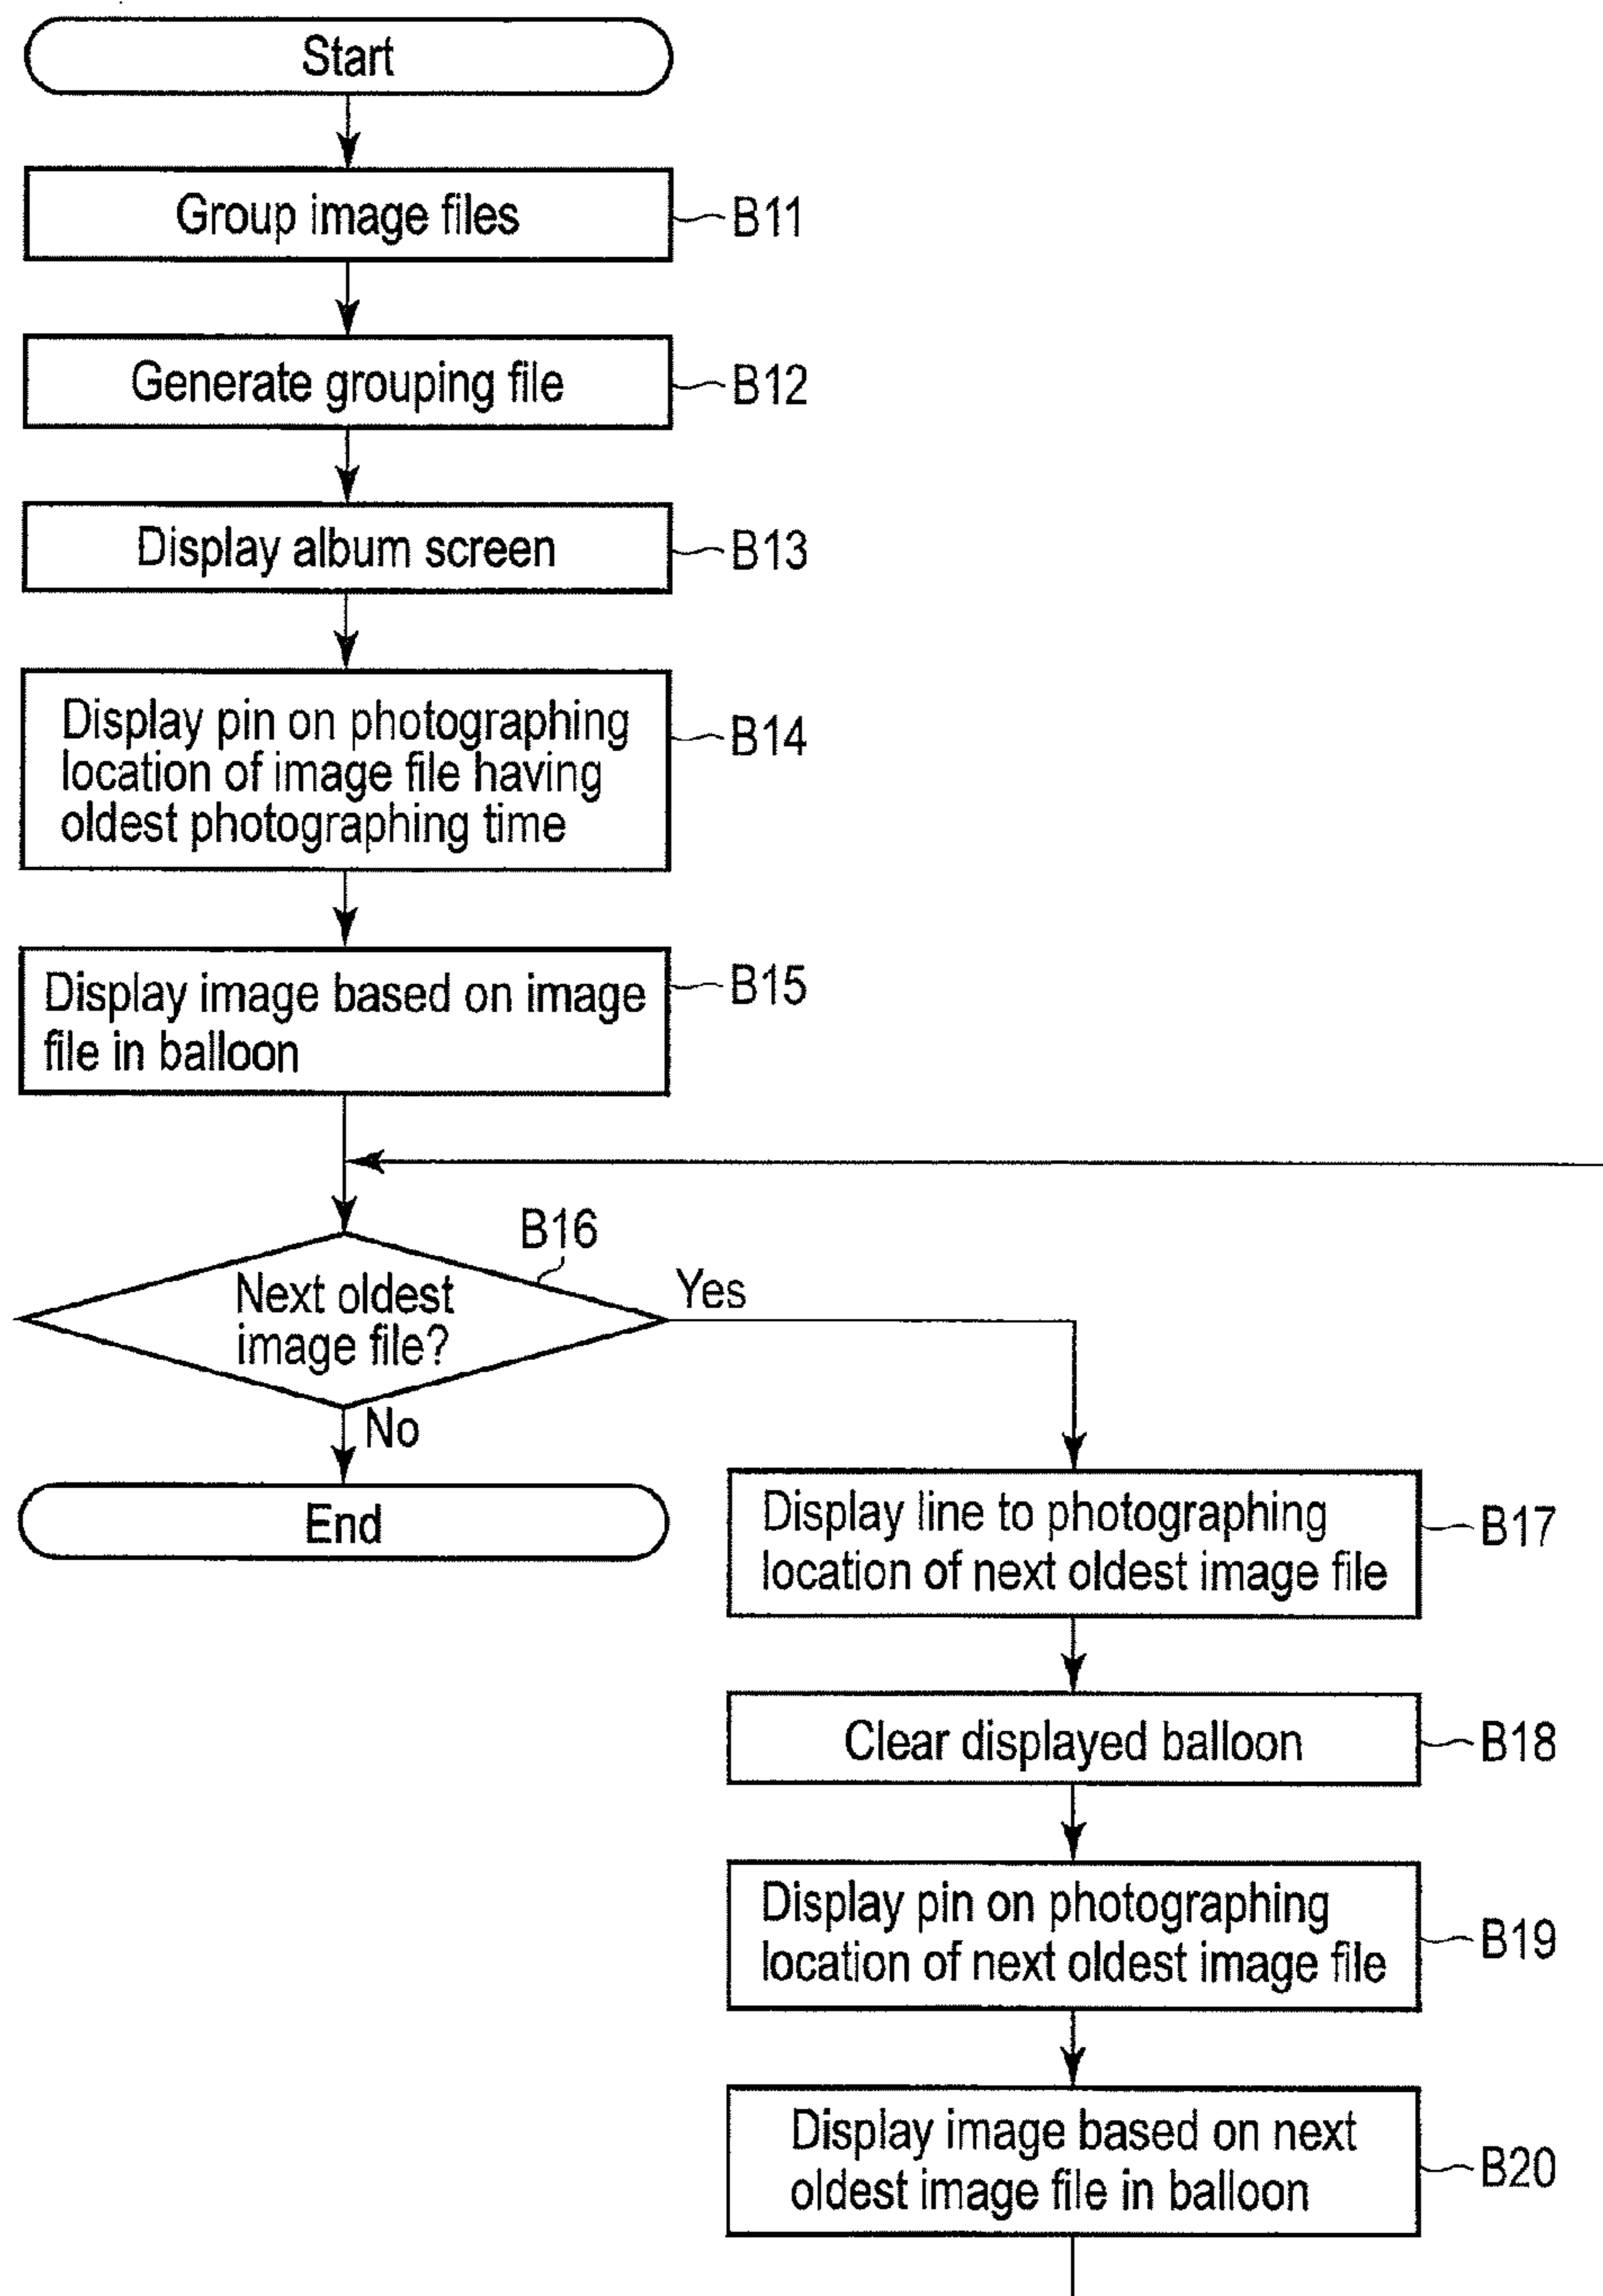 Start
Group image files
B11
Generate grouping file
B12
Display album screen
B13
Display pin on photographing
location of image file having
oldest photographing time
B14
Display image based on image
file in balloon
B15
B16
Next oldest
image file?
Yes
No
End
Display line to photographing
location of next oldest image file
B17
Clear displayed balloon
B18
Display pin on photographing
location of next oldest image file
B19
Display image based on next
oldest image file in balloon
B20